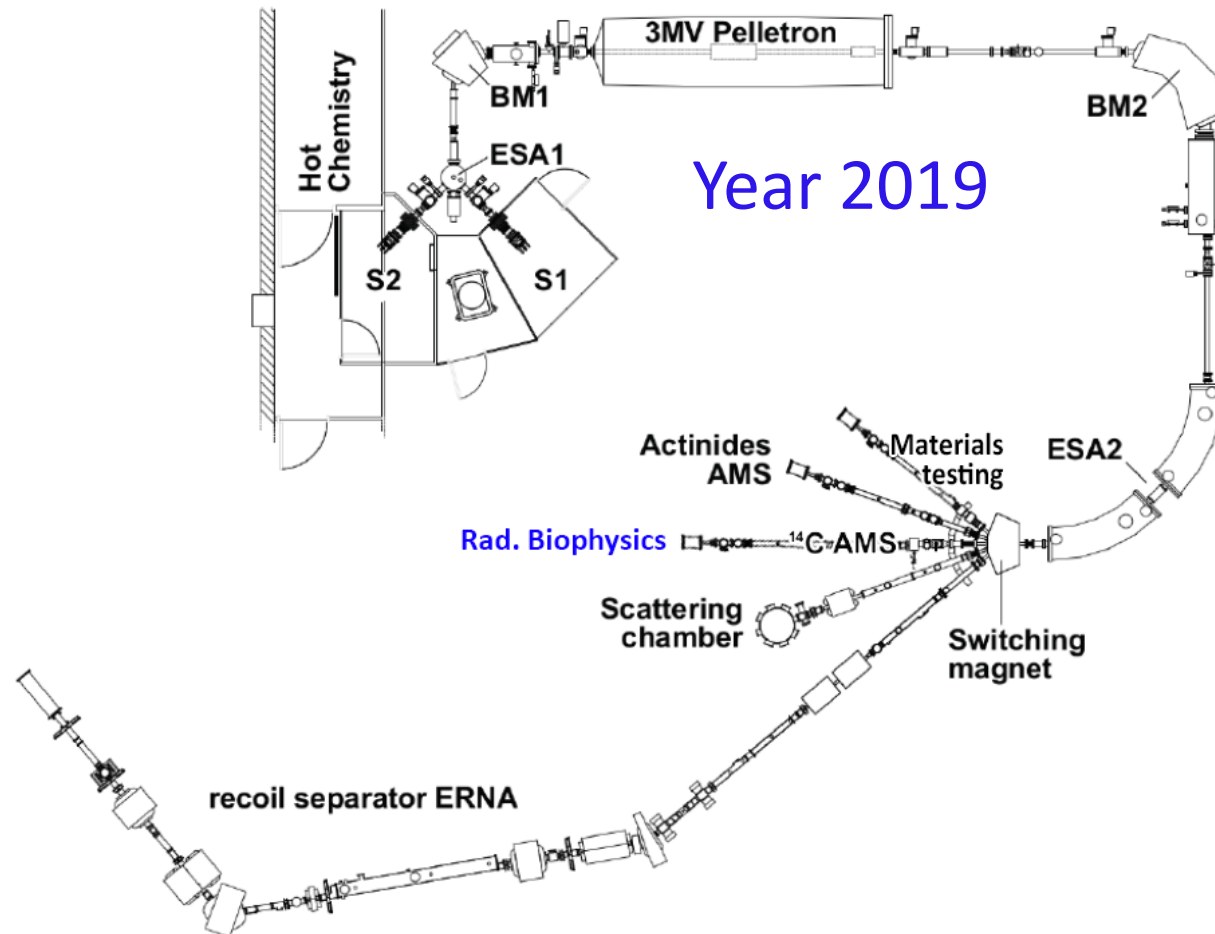 3MV Pelletron
BM1
BM2
Hot
Chemistry
ESA1
Year 2019
S2
S1
Actinides
AMS
Materials
testing
ESA2
Rad. Biophysics
¹⁴C AMS
Scattering
chamber
Switching
magnet
recoil separator ERNA